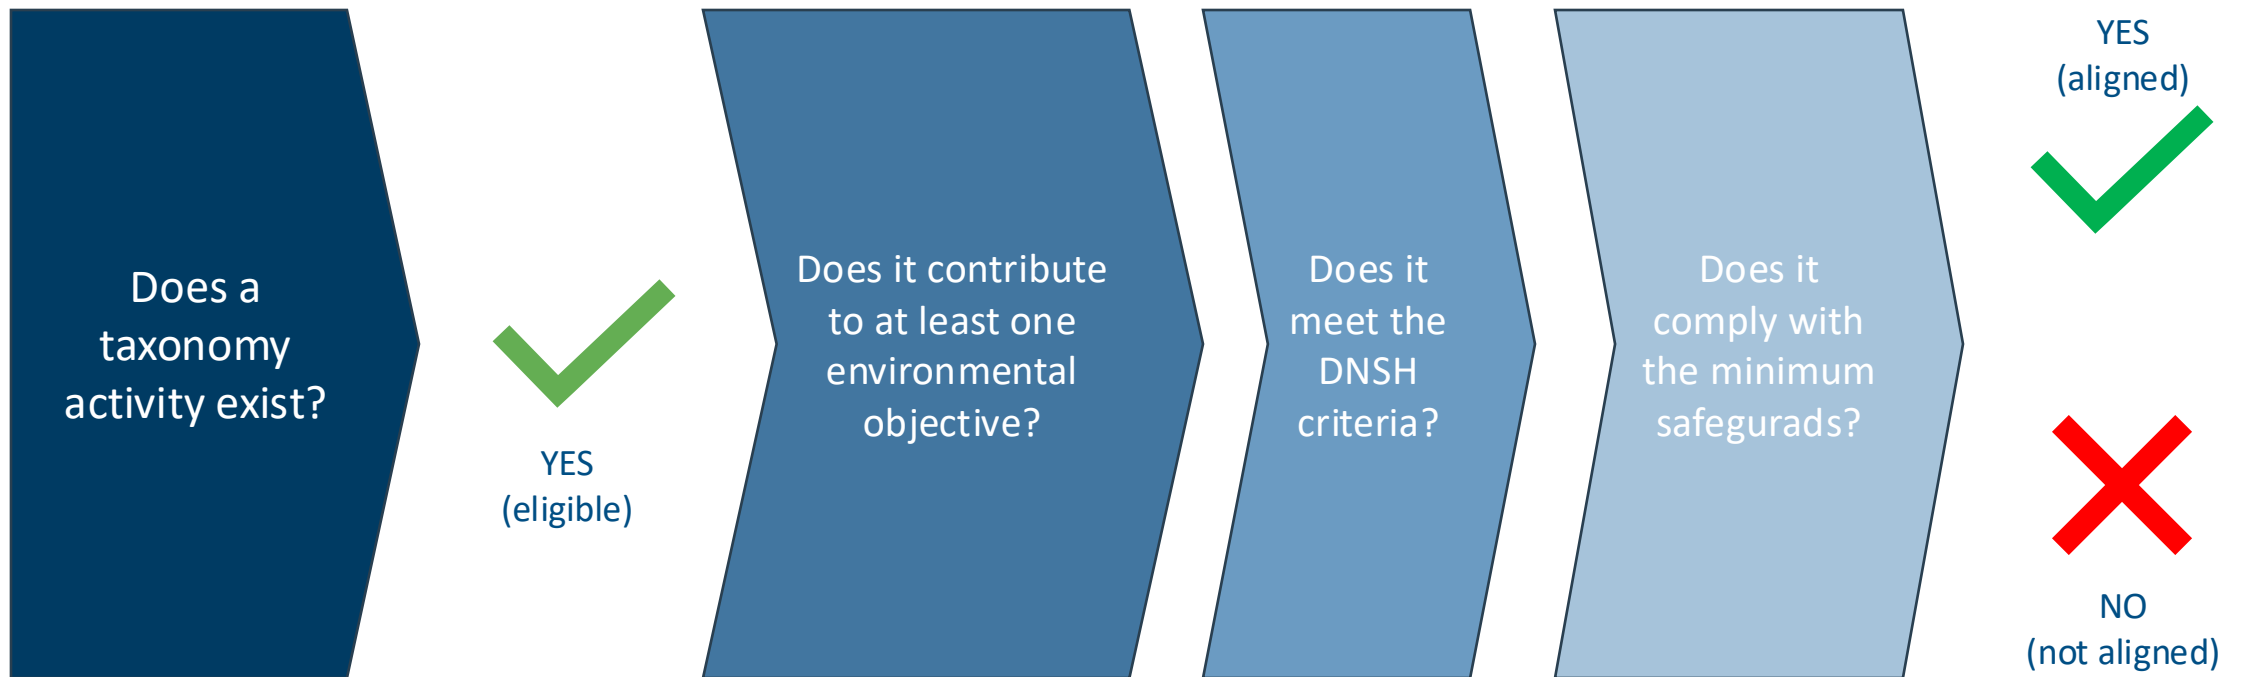 Does a
taxonomy
activity exist?
YES
(eligible)
Does it contribute
to at least one
environmental
objective?
Does it
meet the
DNSH
criteria?
Does it
comply with
the minimum
safegurads?
YES
(aligned)
NO
(not aligned)